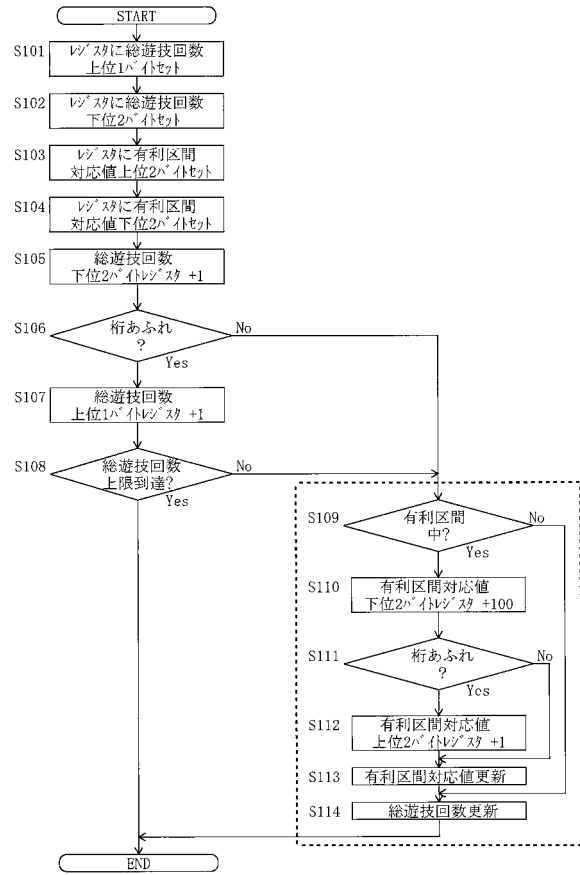 START
S101
レジスタに総遊技回数
上位1バイトセット
S102
レジスタに総遊技回数
下位2バイトセット
S103
レジスタに有利区間
対応値上位2バイトセット
S104
レジスタに有利区間
対応値下位2バイトセット
S105
総遊技回数
下位2バイトレジスタ +1
S106
桁あふれ
?
No
Yes
S107
総遊技回数
上位1バイトレジスタ +1
S108
総遊技回数
上限到達?
No
Yes
S109
有利区間
中?
No
Yes
S110
有利区間対応値
下位2バイトレジスタ +100
S111
桁あふれ
?
No
Yes
S112
有利区間対応値
上位2バイトレジスタ +1
S113
有利区間対応値更新
S114
総遊技回数更新
END